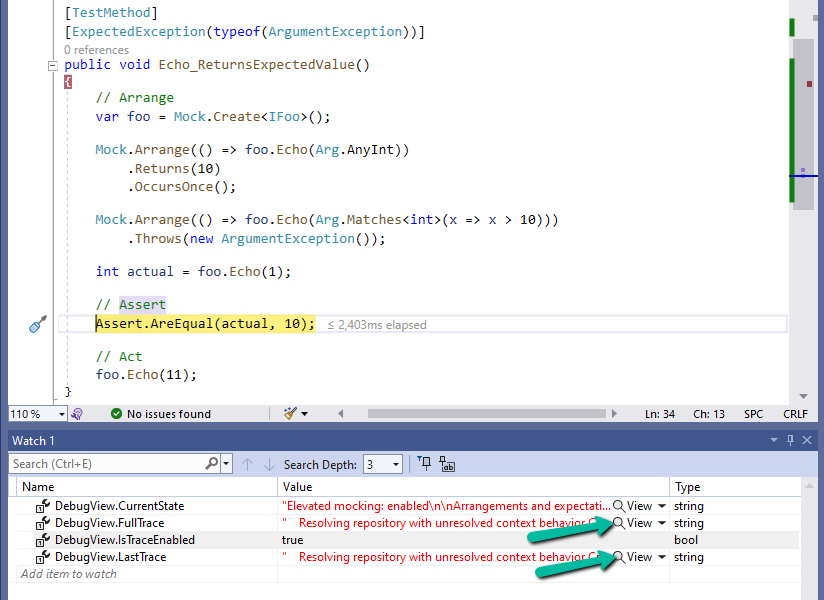 [TestMethod]
[ExpectedException(typeof(ArgumentException))]
0 references
public void Echo_ReturnsExpectedValue()
{
// Arrange
var foo = Mock.Create<IFoo>();
Mock.Arrange(() => foo.Echo(Arg.AnyInt))
.Returns(10)
.OccursOnce();
Mock.Arrange(() => foo.Echo(Arg.Matches<int>(x => x > 10)))
.Throws(new ArgumentException());
int actual = foo.Echo(1);
// Assert
Assert.AreEqual(actual, 10); ≤ 2,403ms elapsed
// Act
foo.Echo(11);
}
110 % No issues found Ln: 34 Ch: 13 SPC CRLF
Watch 1
Search (Ctrl+E) Search Depth: 3
Name Value Type
DebugView.CurrentState "Elevated mocking: enabled\n\nArrangements and expectati... View string
DebugView.FullTrace " Resolving repository with unresolved context behavior View string
DebugView.IsTraceEnabled true bool
DebugView.LastTrace " Resolving repository with unresolved context behavior View string
Add item to watch